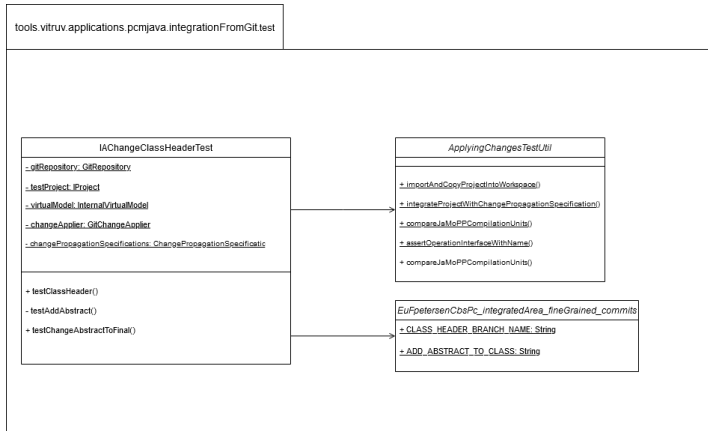 tools.vitruv.applications.pcmjava.integrationFromGit.test
IAChangeClassHeaderTest
- gitRepository: GitRepository
- testProject: IProject
- virtualModel: InternalVirtualModel
- changeApplier: GitChangeApplier
- changePropagationSpecifications: ChangePropagationSpecificatic
+ testClassHeader()
- testAddAbstract()
+ testChangeAbstractToFinal()
ApplyingChangesTestUtil
+ importAndCopyProjectIntoWorkspace()
+ integrateProjectWithChangePropagationSpecification()
+ compareJaMoPPCompilationUnits()
+ assertOperationInterfaceWithName()
+ compareJaMoPPCompilationUnits()
EuFpetersenCbsPc_integratedArea_fineGrained_commits
+ CLASS_HEADER_BRANCH_NAME: String
+ ADD_ABSTRACT_TO_CLASS: String